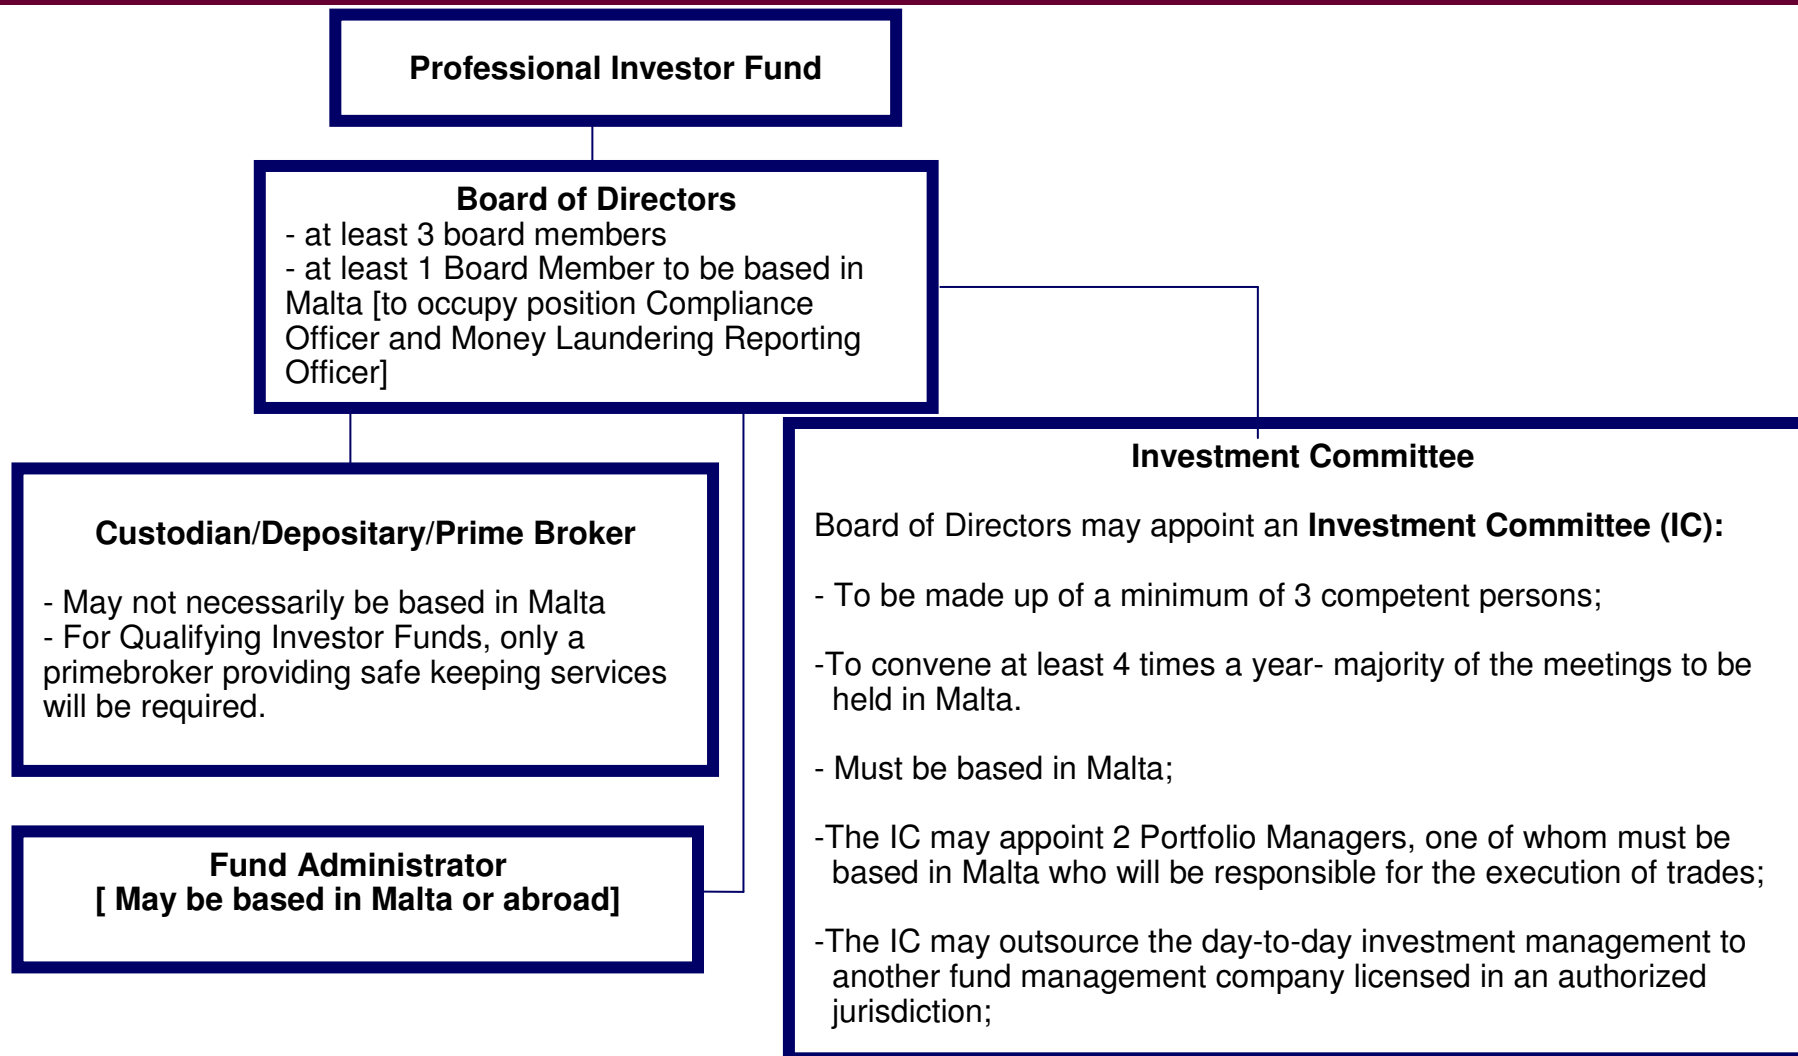 Professional Investor Fund
Board of Directors
- at least 3 board members
- at least 1 Board Member to be based in
Malta [to occupy position Compliance
Officer and Money Laundering Reporting
Officer]
Custodian/Depositary/Prime Broker
- May not necessarily be based in Malta
- For Qualifying Investor Funds, only a
primebroker providing safe keeping services
will be required.
Fund Administrator
[ May be based in Malta or abroad]
Investment Committee
Board of Directors may appoint an Investment Committee (IC):
- To be made up of a minimum of 3 competent persons;
-To convene at least 4 times a year- majority of the meetings to be
held in Malta.
- Must be based in Malta;
-The IC may appoint 2 Portfolio Managers, one of whom must be
based in Malta who will be responsible for the execution of trades;
-The IC may outsource the day-to-day investment management to
another fund management company licensed in an authorized
jurisdiction;